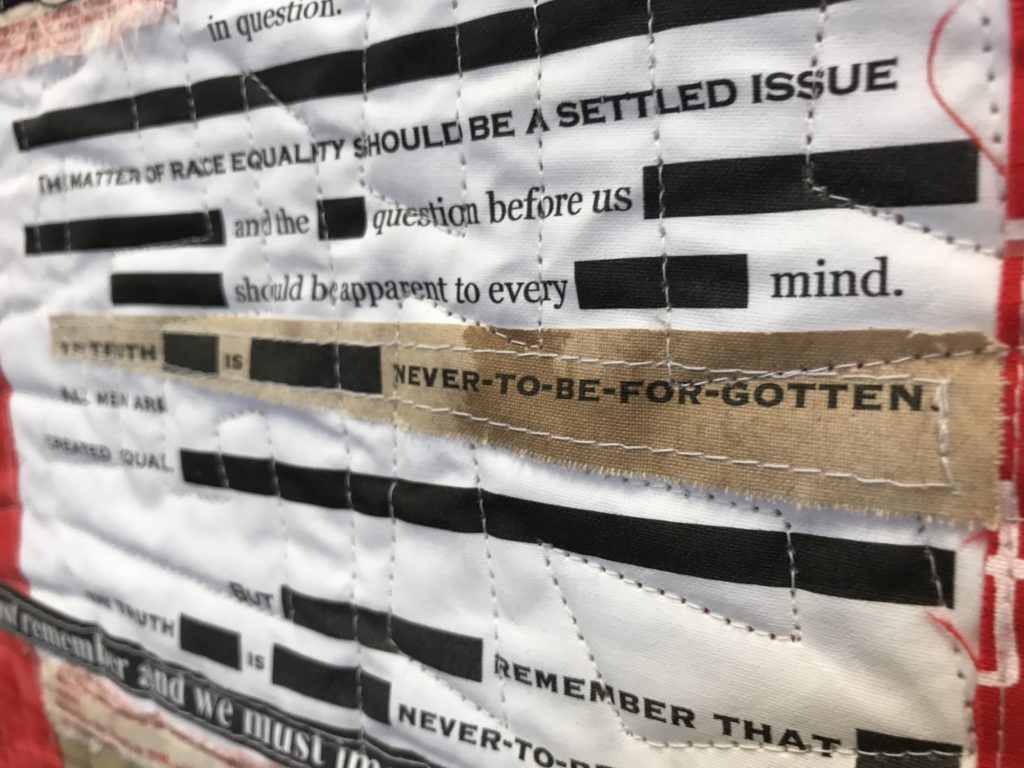 in question.
THE MATTER OF RACE EQUALITY SHOULD BE A SETTLED ISSUE
and the question before us
should be apparent to every mind.
TRUTH IS NEVER-TO-BE-FOR-GOTTEN.
ALL MEN ARE
CREATED EQUAL
BUT REMEMBER THAT
TRUTH IS NEVER-TO-B
remember and we must